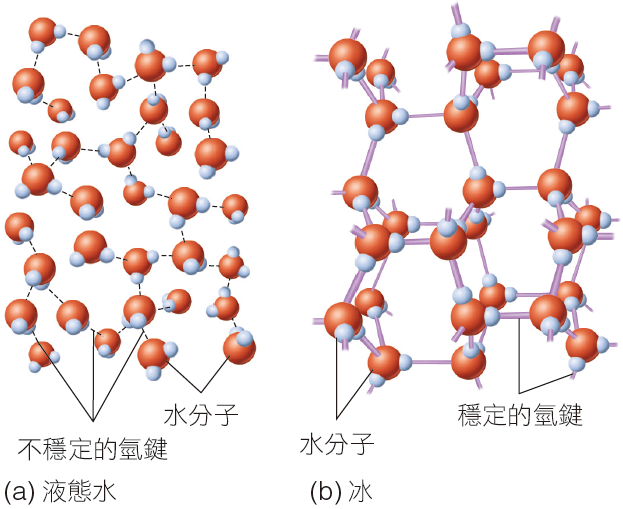 水分子
不穩定的氫鍵
(a) 液態水
穩定的氫鍵
水分子
(b) 冰